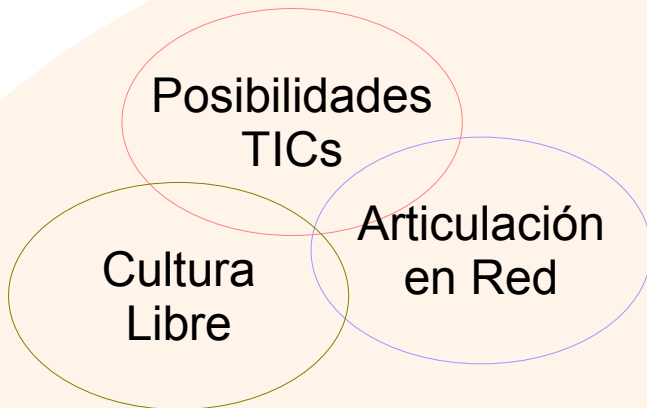 Posibilidades
TICs
Articulación
en Red
Cultura
Libre